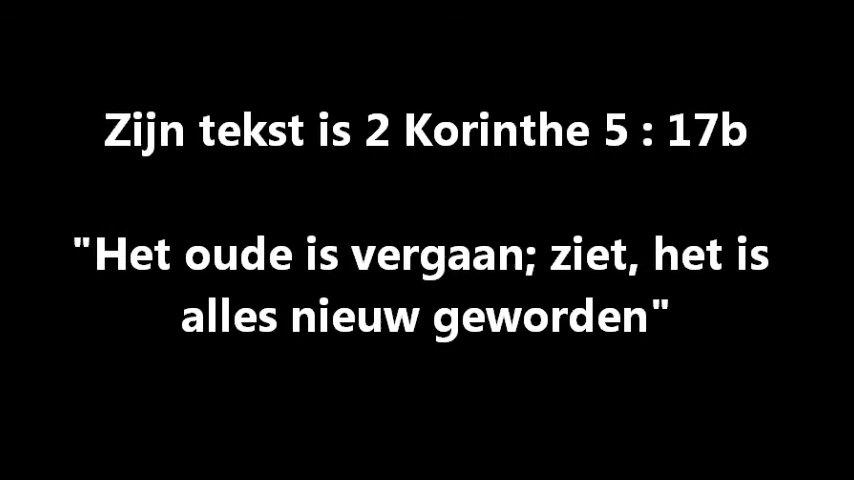 Zijn tekst is 2 Korinthe 5 : 17b
"Het oude is vergaan; ziet, het is
alles nieuw geworden"